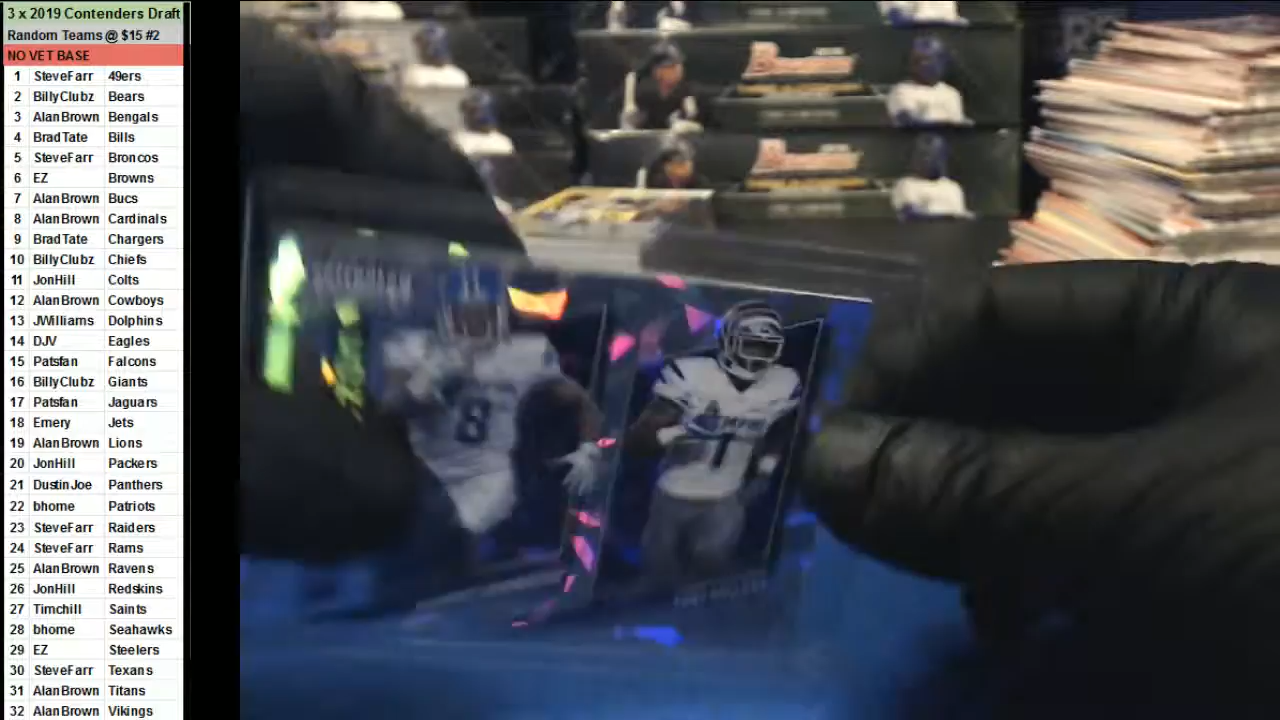 3 x 2019 Contenders Draft
Random Teams @ $15 #2
NO VET BASE
1 SteveFarr 49ers
2 BillyClubz Bears
3 AlanBrown Bengals
4 BradTate Bills
5 SteveFarr Broncos
6 EZ Browns
7 AlanBrown Bucs
8 AlanBrown Cardinals
9 BradTate Chargers
10 BillyClubz Chiefs
11 JonHill Colts
12 AlanBrown Cowboys
13 JWilliams Dolphins
14 DJV Eagles
15 Patsfan Falcons
16 BillyClubz Giants
17 Patsfan Jaguars
18 Emery Jets
19 AlanBrown Lions
20 JonHill Packers
21 DustinJoe Panthers
22 bhome Patriots
23 SteveFarr Raiders
24 SteveFarr Rams
25 AlanBrown Ravens
26 JonHill Redskins
27 Timchill Saints
28 bhome Seahawks
29 EZ Steelers
30 SteveFarr Texans
31 AlanBrown Titans
32 AlanBrown Vikings
Bowman
Bowman
8